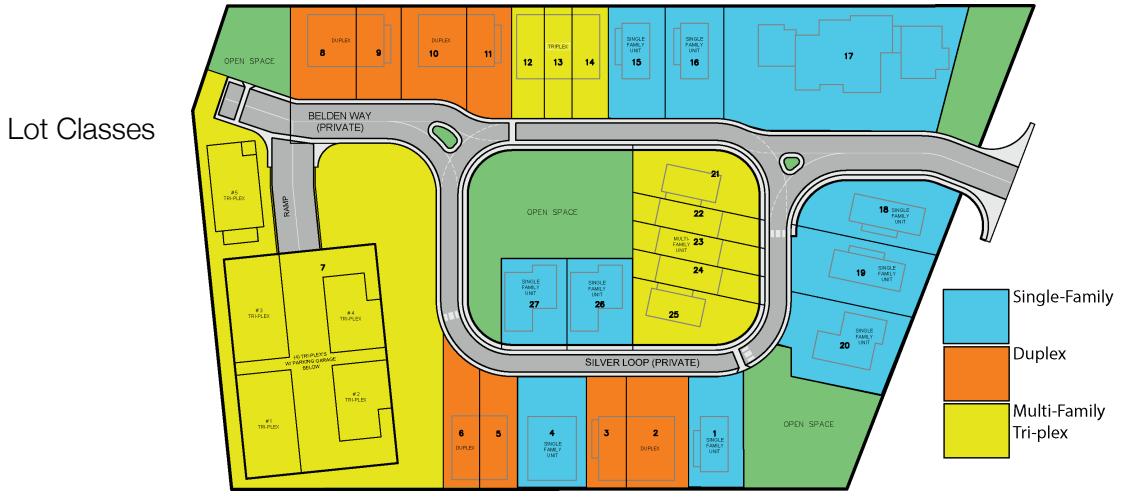 Lot Classes
OPEN SPACE
DUPLEX
8
9
DUPLEX
10
11
TRIPLEX
12
13
14
SINGLE
FAMILY
UNIT
15
SINGLE
FAMILY
UNIT
16
17
BELDEN WAY
(PRIVATE)
RAMP
#5
TRI-PLEX
7
#3
TRI-PLEX
#4
TRI-PLEX
(4) TRI-PLEX'S
W/ PARKING GARAGE
BELOW
#1
TRI-PLEX
#2
TRI-PLEX
OPEN SPACE
21
22
MULTI-
FAMILY
UNIT
23
24
25
SINGLE
FAMILY
UNIT
27
SINGLE
FAMILY
UNIT
26
18
SINGLE
FAMILY
UNIT
19
SINGLE
FAMILY
UNIT
20
SINGLE
FAMILY
UNIT
SILVER LOOP (PRIVATE)
6
DUPLEX
5
4
SINGLE
FAMILY
UNIT
3
2
DUPLEX
1
SINGLE
FAMILY
UNIT
OPEN SPACE
Single-Family
Duplex
Multi-Family
Tri-plex